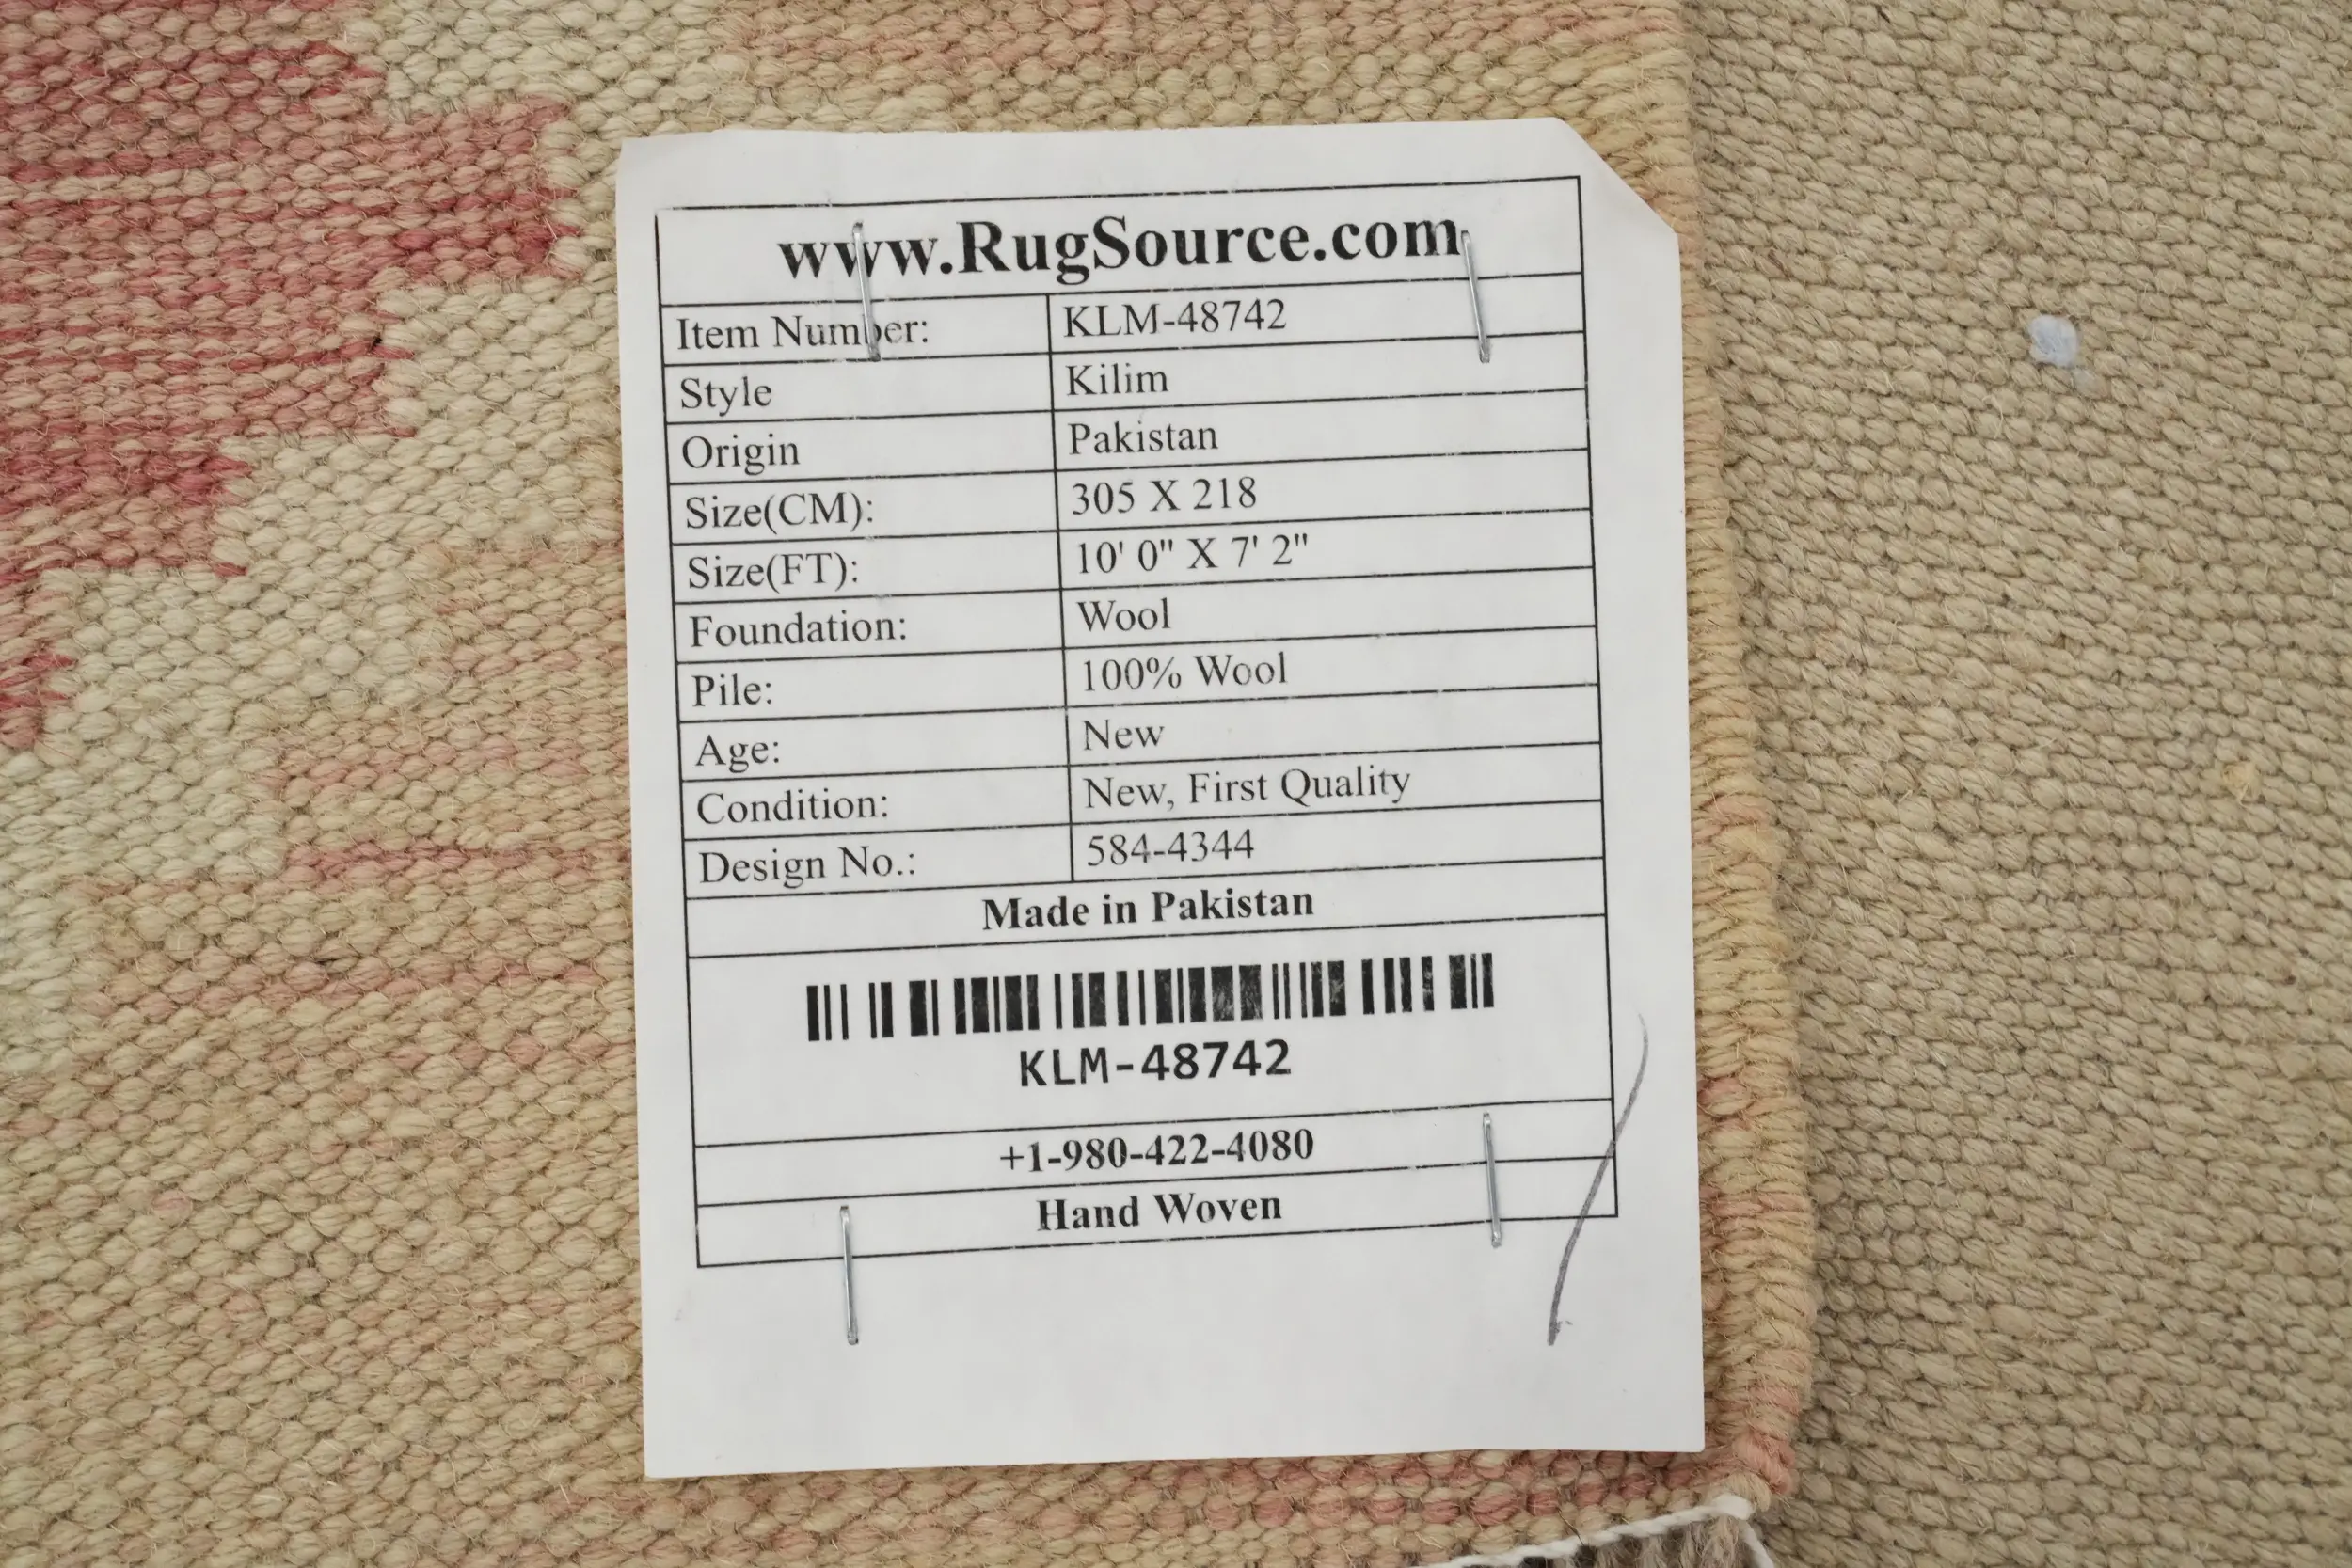 www.RugSource.com
Item Number: KLM-48742
Style Kilim
Origin Pakistan
Size(CM): 305 X 218
Size(FT): 10' 0" X 7' 2"
Foundation: Wool
Pile: 100% Wool
Age: New
Condition: New, First Quality
Design No.: 584-4344
Made in Pakistan
KLM-48742
+1-980-422-4080
Hand Woven